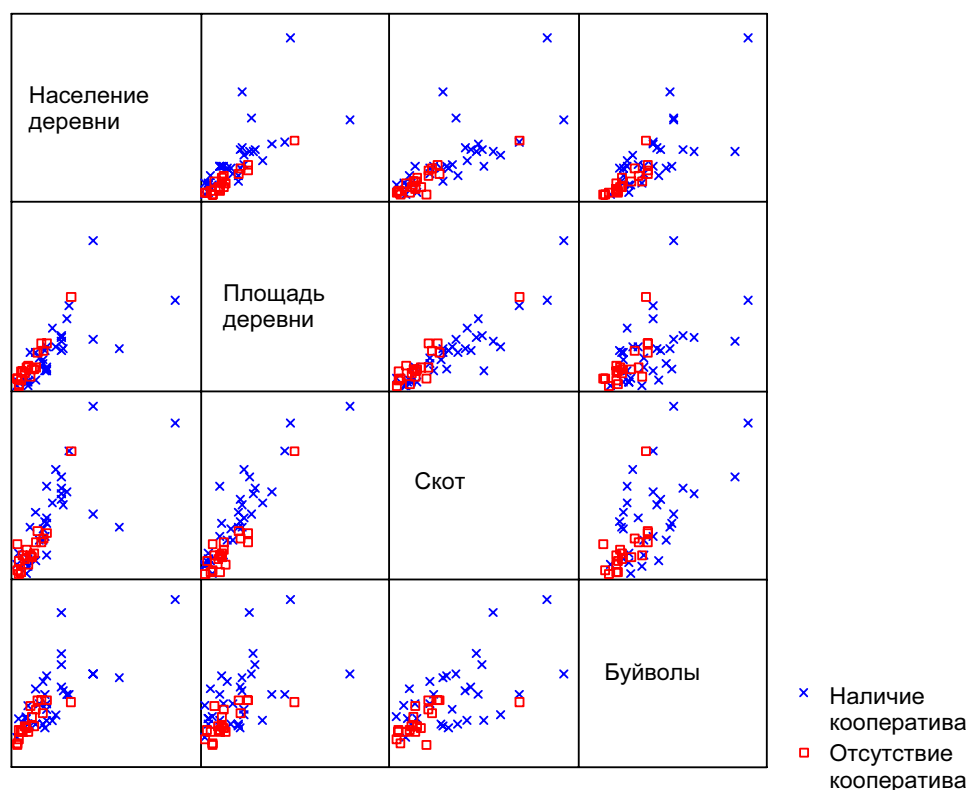 Население
деревни
Площадь
деревни
Скот
Буйволы
Наличие
кооператива
Отсутствие
кооператива